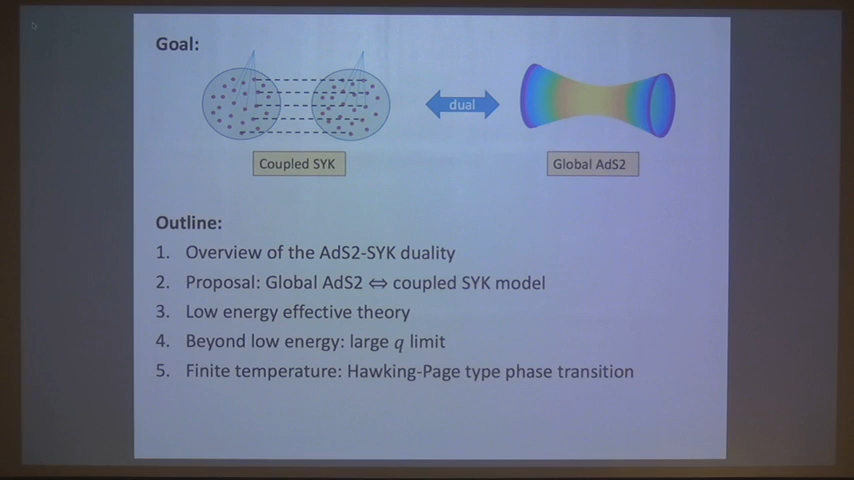 Goal:
dual
Coupled SYK
Global AdS2
Outline:
1. Overview of the AdS2-SYK duality
2. Proposal: Global AdS2 ⇔ coupled SYK model
3. Low energy effective theory
4. Beyond low energy: large q limit
5. Finite temperature: Hawking-Page type phase transition